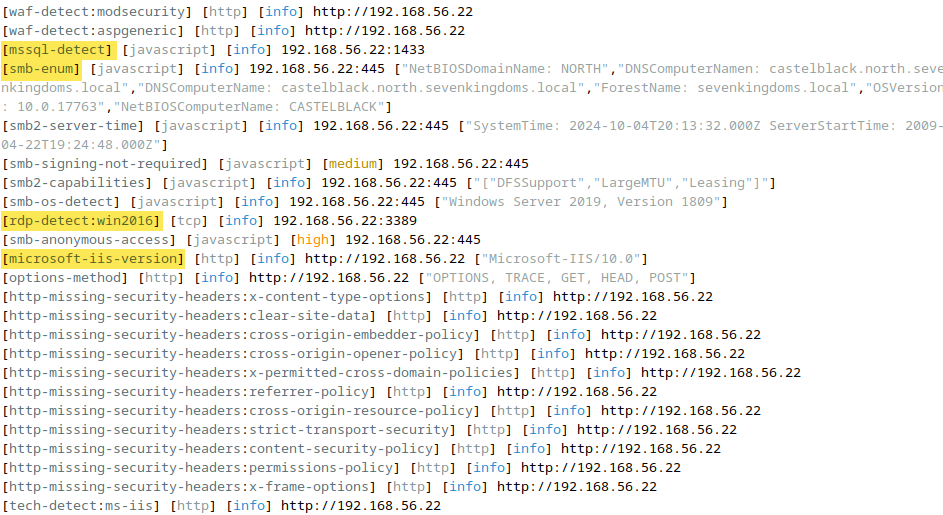 [waf-detect:modsecurity] [http] [info] http://192.168.56.22
[waf-detect:aspgeneric] [http] [info] http://192.168.56.22
[mssql-detect] [javascript] [info] 192.168.56.22:1433
[smb-enum] [javascript] [info] 192.168.56.22:445 ["NetBIOSDomainName: NORTH","DNSComputerNamen: castelblack.north.seve
nkingdoms.local","DNSComputerName: castelblack.north.sevenkingdoms.local","ForestName: sevenkingdoms.local","OSVersion
: 10.0.17763","NetBIOSComputerName: CASTELBLACK"]
[smb2-server-time] [javascript] [info] 192.168.56.22:445 ["SystemTime: 2024-10-04T20:13:32.000Z ServerStartTime: 2009-
04-22T19:24:48.000Z"]
[smb-signing-not-required] [javascript] [medium] 192.168.56.22:445
[smb2-capabilities] [javascript] [info] 192.168.56.22:445 ["["DFSSupport","LargeMTU","Leasing"]"]
[smb-os-detect] [javascript] [info] 192.168.56.22:445 ["Windows Server 2019, Version 1809"]
[rdp-detect:win2016] [tcp] [info] 192.168.56.22:3389
[smb-anonymous-access] [javascript] [high] 192.168.56.22:445
[microsoft-iis-version] [http] [info] http://192.168.56.22 ["Microsoft-IIS/10.0"]
[options-method] [http] [info] http://192.168.56.22 ["OPTIONS, TRACE, GET, HEAD, POST"]
[http-missing-security-headers:x-content-type-options] [http] [info] http://192.168.56.22
[http-missing-security-headers:clear-site-data] [http] [info] http://192.168.56.22
[http-missing-security-headers:cross-origin-embedder-policy] [http] [info] http://192.168.56.22
[http-missing-security-headers:cross-origin-opener-policy] [http] [info] http://192.168.56.22
[http-missing-security-headers:x-permitted-cross-domain-policies] [http] [info] http://192.168.56.22
[http-missing-security-headers:referrer-policy] [http] [info] http://192.168.56.22
[http-missing-security-headers:cross-origin-resource-policy] [http] [info] http://192.168.56.22
[http-missing-security-headers:strict-transport-security] [http] [info] http://192.168.56.22
[http-missing-security-headers:content-security-policy] [http] [info] http://192.168.56.22
[http-missing-security-headers:permissions-policy] [http] [info] http://192.168.56.22
[http-missing-security-headers:x-frame-options] [http] [info] http://192.168.56.22
[tech-detect:ms-iis] [http] [info] http://192.168.56.22